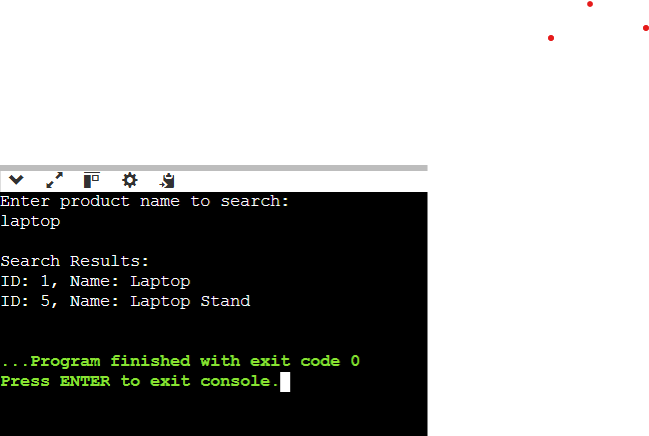 Enter product name to search:
laptop
Search Results:
ID: 1, Name: Laptop
ID: 5, Name: Laptop Stand
...Program finished with exit code 0
Press ENTER to exit console.